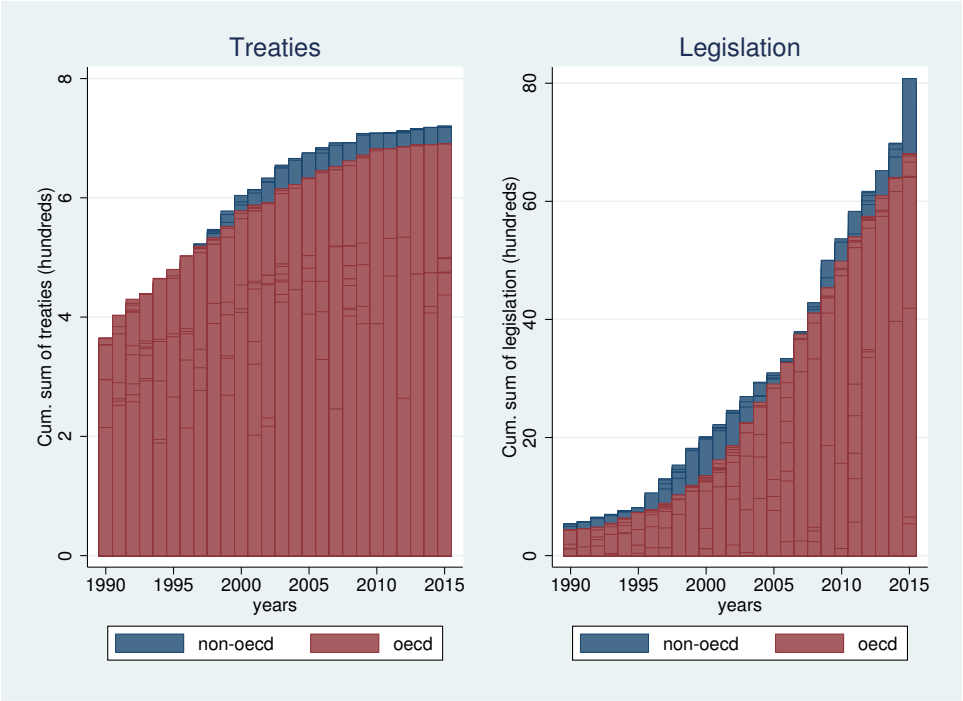 Treaties
Cum. sum of treaties (hundreds)
8
6
4
2
0
1990 1995 2000 2005 2010 2015
years
non-oecd oecd
Legislation
Cum. sum of legislation (hundreds)
80
60
40
20
0
1990 1995 2000 2005 2010 2015
years
non-oecd oecd